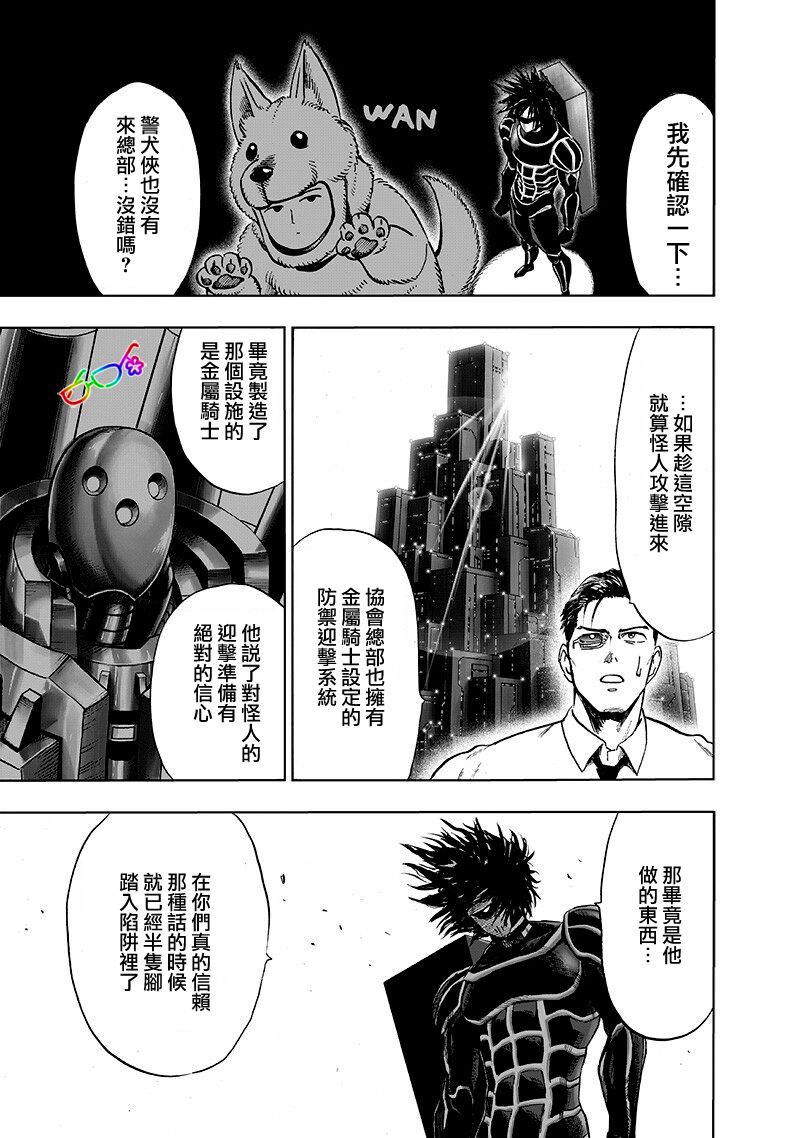 我先確認一下…
WAN
警犬俠也沒有
來總部…沒錯嗎？
…如果趁這空隙
就算怪人攻擊進來
協會總部也擁有
金屬騎士設定的
防禦迎擊系統
畢竟製造了
那個設施的
是金屬騎士
他説了對怪人的
迎擊準備有
絕對的信心
那畢竟是他
做的東西…
在你們真的信賴
那種話的時候
就已經半隻腳
踏入陷阱裡了